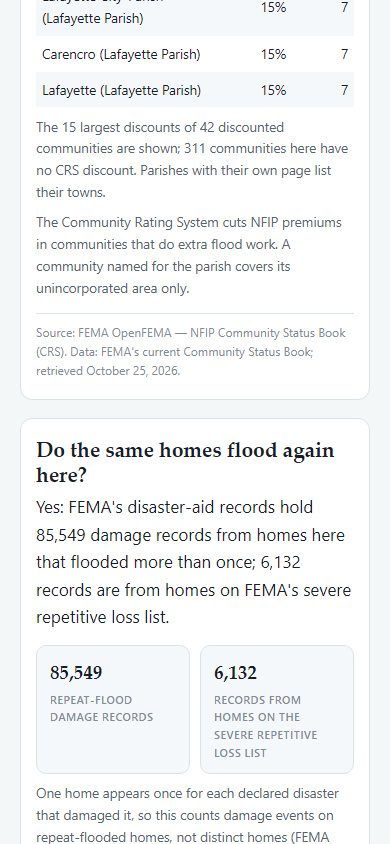 (Lafayette Parish) 15% 7
Carencro (Lafayette Parish) 15% 7
Lafayette (Lafayette Parish) 15% 7
The 15 largest discounts of 42 discounted
communities are shown; 311 communities here have
no CRS discount. Parishes with their own page list
their towns.
The Community Rating System cuts NFIP premiums
in communities that do extra flood work. A
community named for the parish covers its
unincorporated area only.
Source: FEMA OpenFEMA — NFIP Community Status Book
(CRS). Data: FEMA's current Community Status Book;
retrieved October 25, 2026.
Do the same homes flood again
here?
Yes: FEMA's disaster-aid records hold
85,549 damage records from homes here
that flooded more than once; 6,132
records are from homes on FEMA's severe
repetitive loss list.
85,549
REPEAT-FLOOD
DAMAGE RECORDS
6,132
RECORDS FROM
HOMES ON THE
SEVERE REPETITIVE
LOSS LIST
One home appears once for each declared disaster
that damaged it, so this counts damage events on
repeat-flooded homes, not distinct homes (FEMA